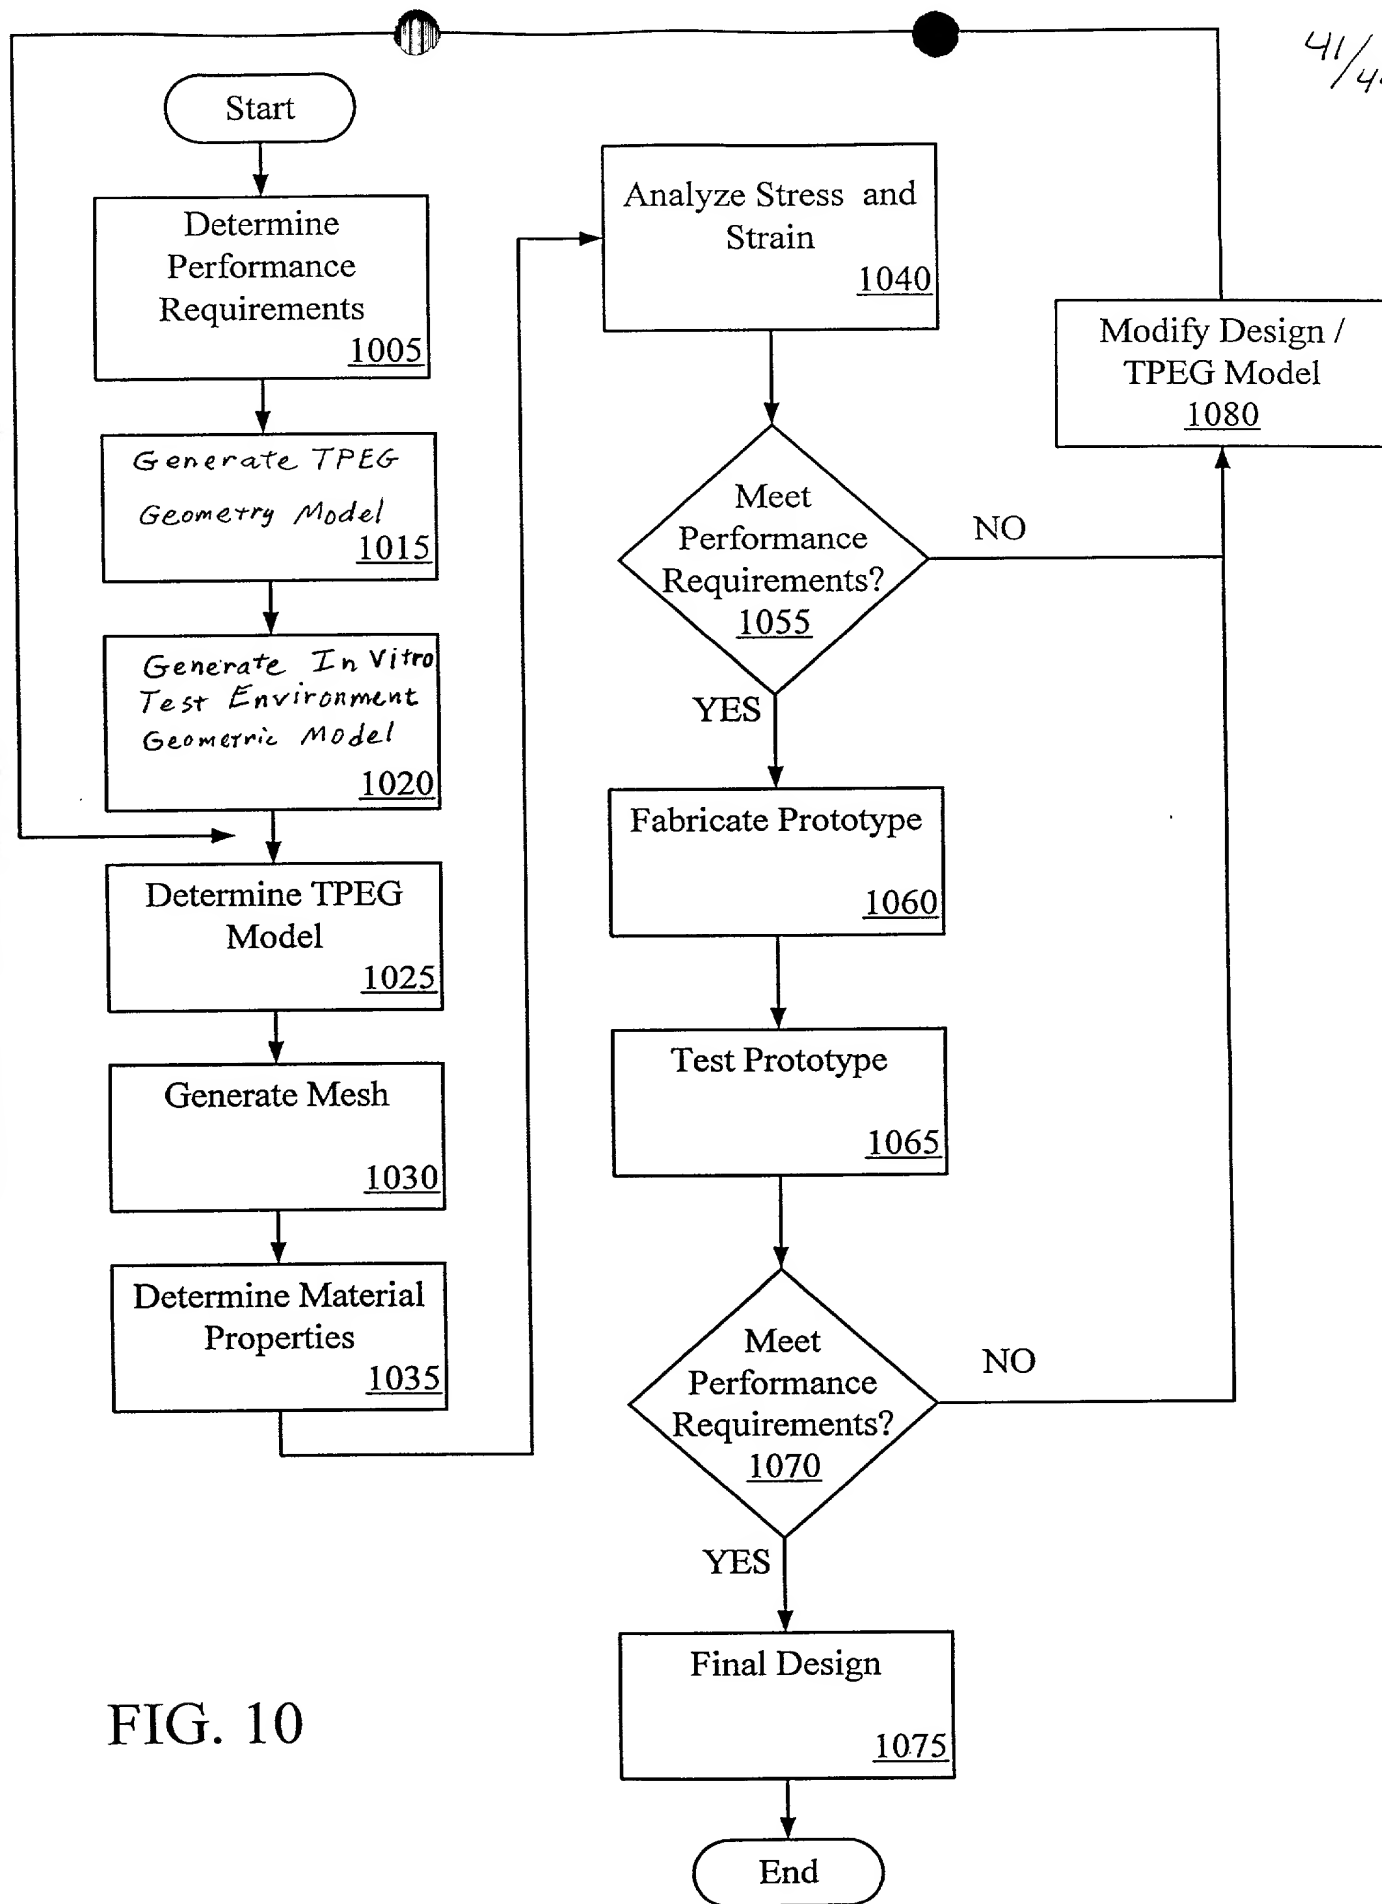 41/4
Start
Determine
Performance
Requirements
1005
Generate TPEG
Geometry Model
1015
Generate In Vitro
Test Environment
Geometric Model
1020
Determine TPEG
Model
1025
Generate Mesh
1030
Determine Material
Properties
1035
Analyze Stress and
Strain
1040
Meet
Performance
Requirements?
1055
NO
YES
Fabricate Prototype
1060
Test Prototype
1065
Meet
Performance
Requirements?
1070
NO
YES
Final Design
1075
End
Modify Design /
TPEG Model
1080
FIG. 10